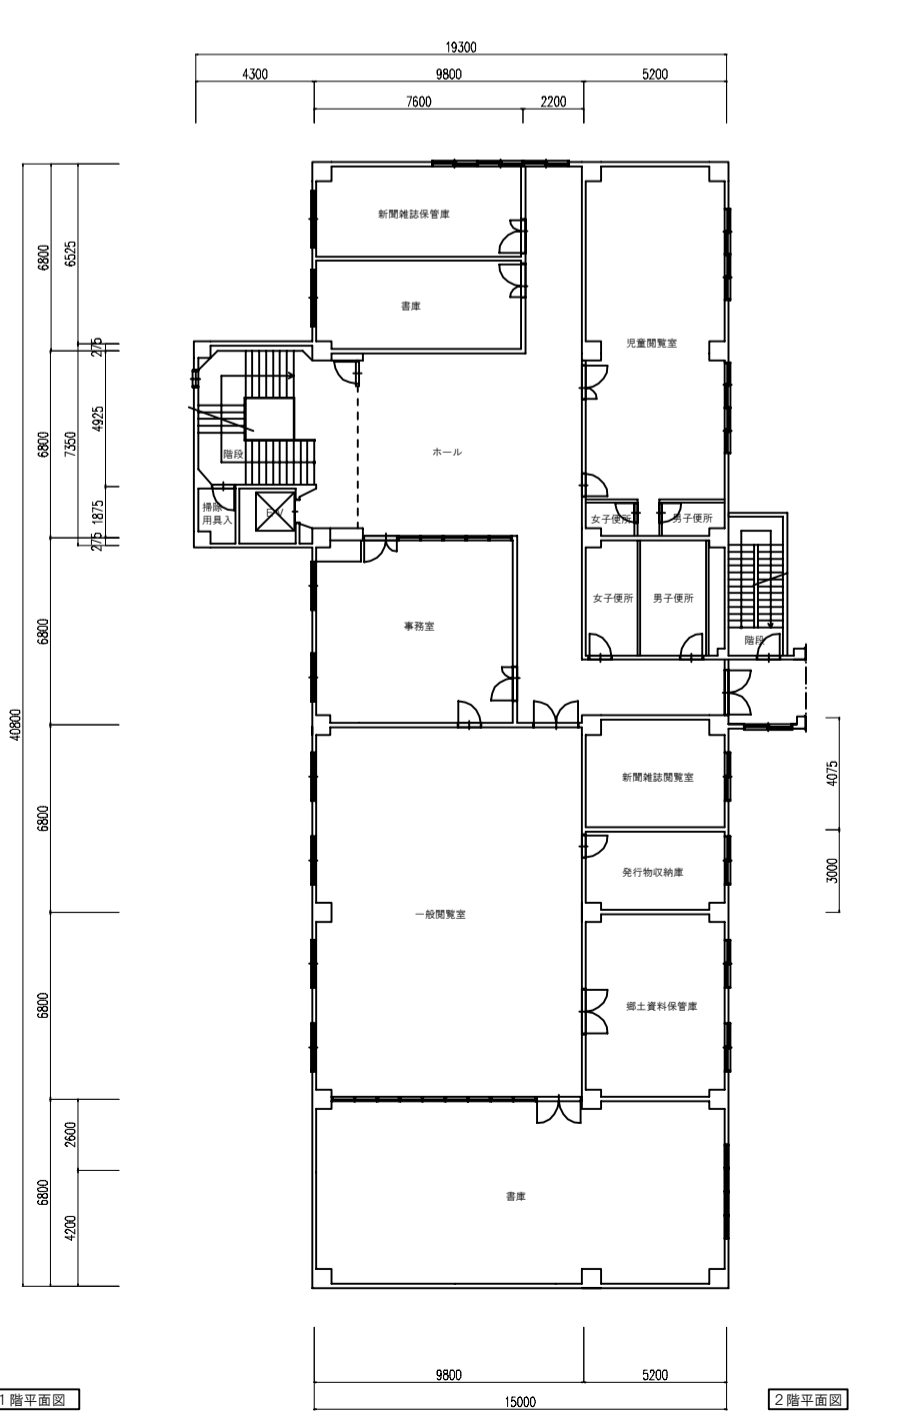 19300
4300 9800 5200
7600 2200
新聞雑誌保管庫
書庫
児童閲覧室
ホール
階段
掃除
用具入
EV
女子便所
男子便所
女子便所
男子便所
階段
事務室
新聞雑誌閲覧室
発行物収納庫
一般閲覧室
郷土資料保管庫
書庫
40800
6800
6800
6800
6800
6800
6800
6525
7350
2600
4200
275
4925
1875
275
4075
3000
9800 5200
15000
1階平面図
2階平面図